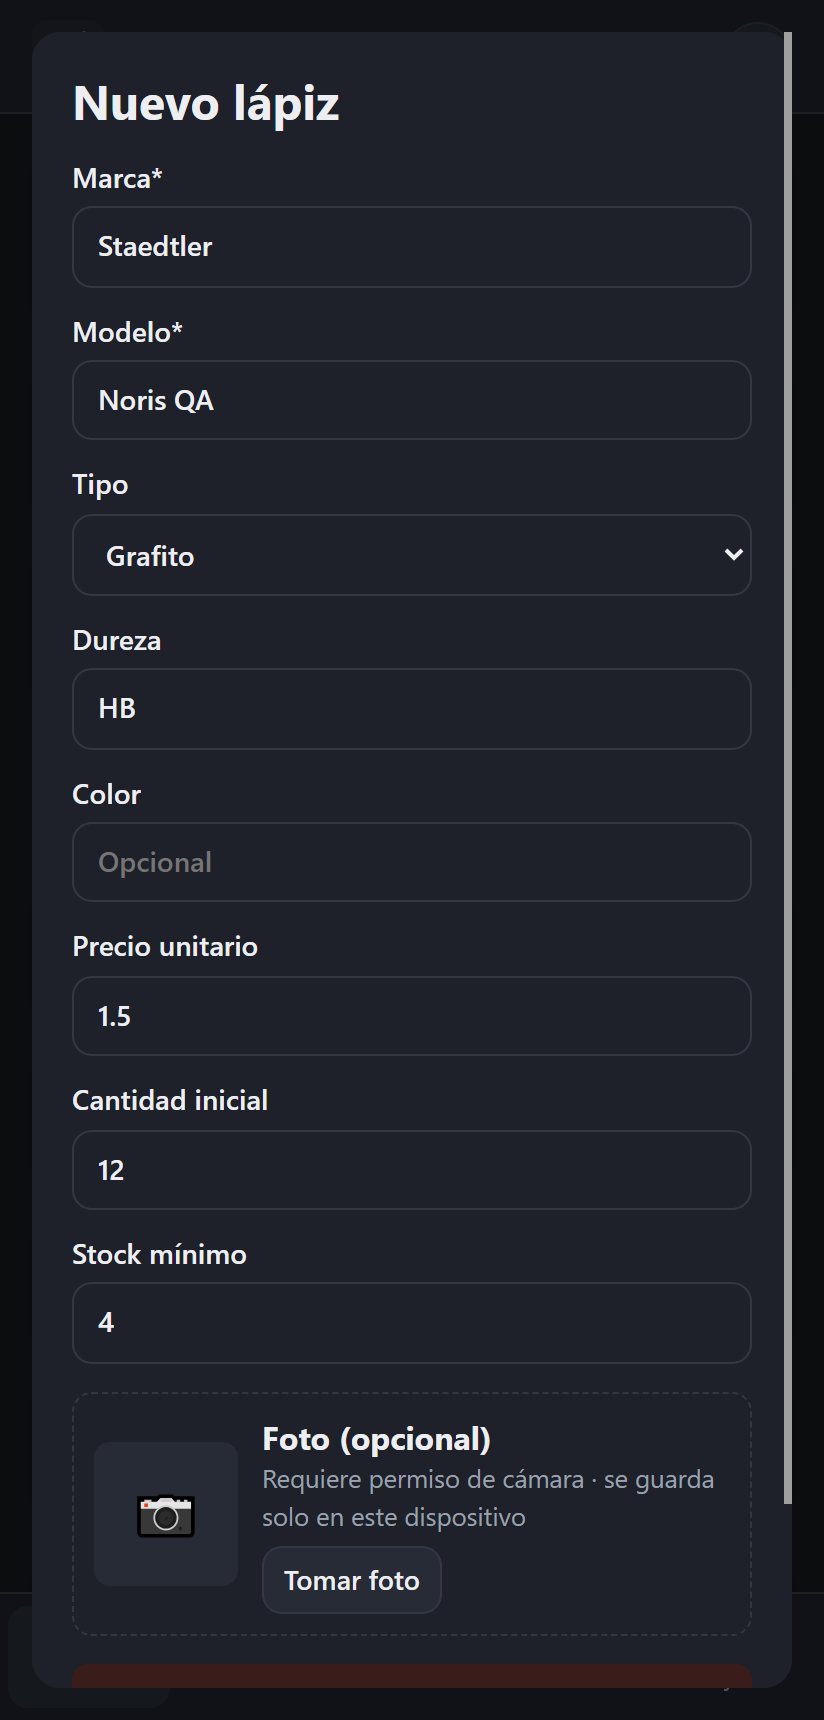 Nuevo lápiz
Marca*
Staedtler
Modelo*
Noris QA
Tipo
Grafito
Dureza
HB
Color
Opcional
Precio unitario
1.5
Cantidad inicial
12
Stock mínimo
4
Foto (opcional)
Requiere permiso de cámara · se guarda
solo en este dispositivo
Tomar foto